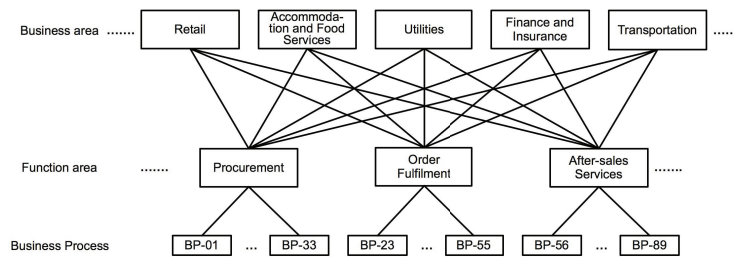 Business area .......
Retail
Accommoda-
tion and Food
Services
Utilities
Finance and
Insurance
Transportation
.....
Function area .......
Procurement
Order
Fulfilment
After-sales
Services
.......
Business Process
BP-01
...
BP-33
BP-23
...
BP-55
BP-56
...
BP-89